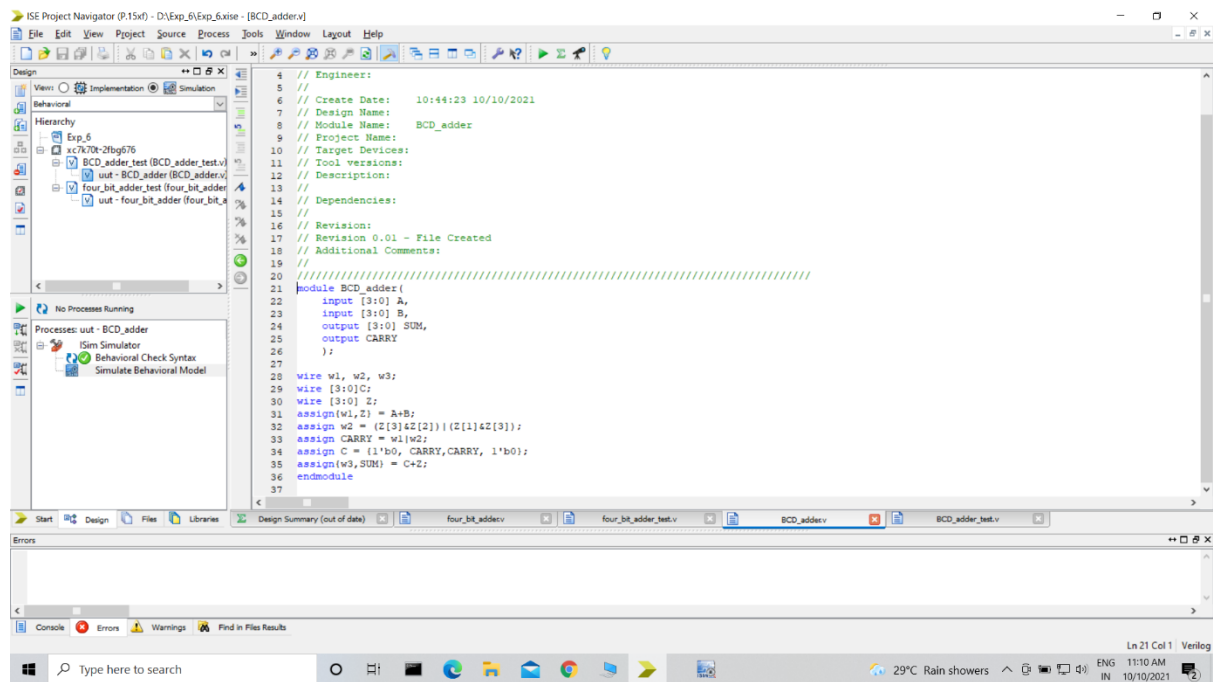 ISE Project Navigator (P.15xf) - D:\Exp_6\Exp_6.xise - [BCD_adder.v]
File Edit View Project Source Process Tools Window Layout Help
Design
View: Implementation Simulation
Behavioral
Hierarchy
Exp_6
xc7k70t-2fbg676
BCD_adder_test (BCD_adder_test.v)
uut - BCD_adder (BCD_adder.v)
four_bit_adder_test (four_bit_adder
uut - four_bit_adder (four_bit_a
No Processes Running
Processes: uut - BCD_adder
ISim Simulator
Behavioral Check Syntax
Simulate Behavioral Model
4 // Engineer:
5 //
6 // Create Date: 10:44:23 10/10/2021
7 // Design Name:
8 // Module Name: BCD_adder
9 // Project Name:
10 // Target Devices:
11 // Tool versions:
12 // Description:
13 //
14 // Dependencies:
15 //
16 // Revision:
17 // Revision 0.01 - File Created
18 // Additional Comments:
19 //
20 //////////////////////////////////////////////////////////////////////////////////
21 module BCD_adder(
22 input [3:0] A,
23 input [3:0] B,
24 output [3:0] SUM,
25 output CARRY
26 );
27
28 wire w1, w2, w3;
29 wire [3:0]C;
30 wire [3:0] Z;
31 assign{w1,Z} = A+B;
32 assign w2 = (Z[3]&Z[2])|(Z[1]&Z[3]);
33 assign CARRY = w1|w2;
34 assign C = {1'b0, CARRY,CARRY, 1'b0};
35 assign{w3,SUM} = C+Z;
36 endmodule
37
Start Design Files Libraries
Design Summary (out of date) four_bit_adder.v four_bit_adder_test.v BCD_adder.v BCD_adder_test.v
Errors
Console Errors Warnings Find in Files Results
Ln 21 Col 1 Verilog
Type here to search
29°C Rain showers
ENG
IN
11:10 AM
10/10/2021
2